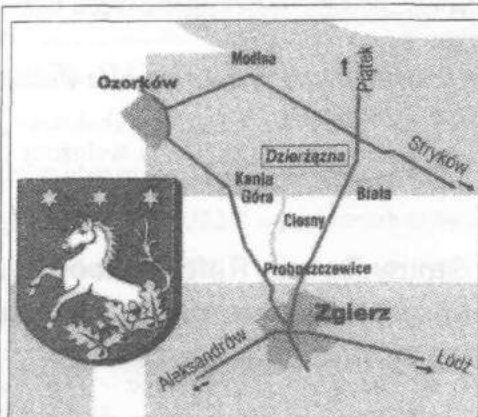 Modlna
Ozorków
Piątek
Stryków
Dzierżązna
Kania
Góra
Biała
Ciosny
Proboszczewice
Zgierz
Aleksandrów
Łódź